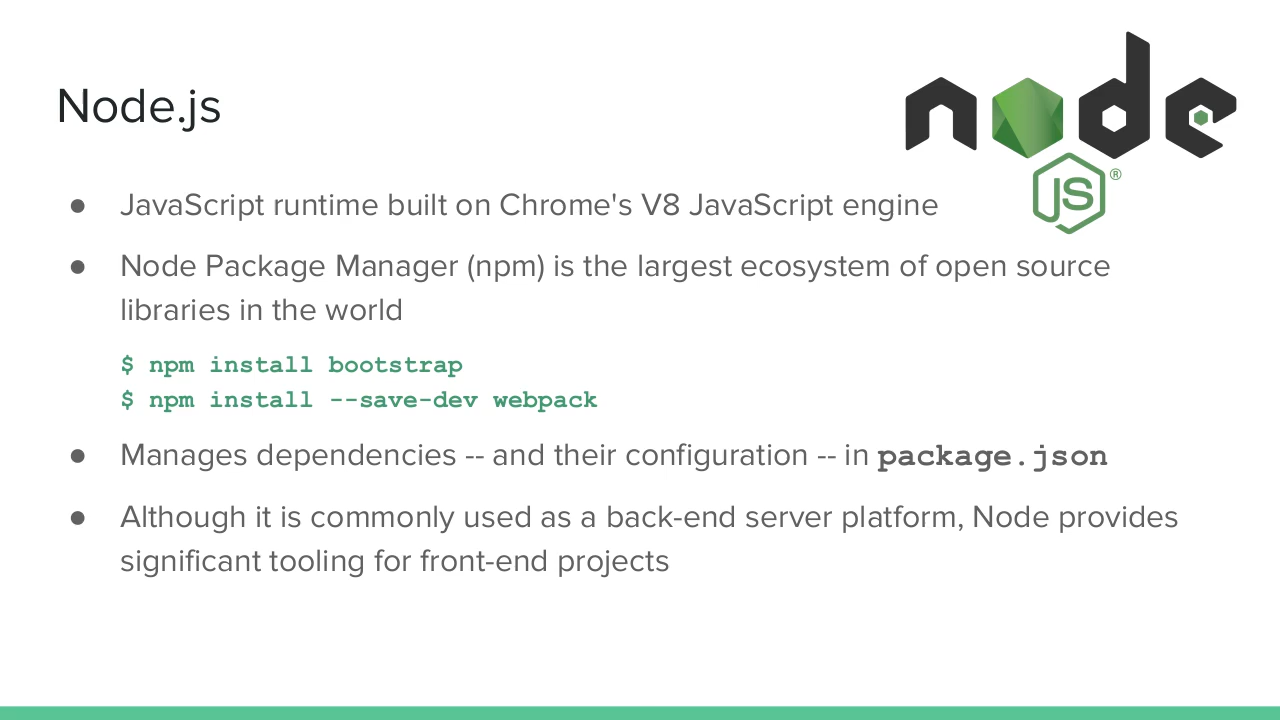 Node.js
node
JS®
● JavaScript runtime built on Chrome's V8 JavaScript engine
● Node Package Manager (npm) is the largest ecosystem of open source
libraries in the world
$ npm install bootstrap
$ npm install --save-dev webpack
● Manages dependencies -- and their configuration -- in package.json
● Although it is commonly used as a back-end server platform, Node provides
significant tooling for front-end projects